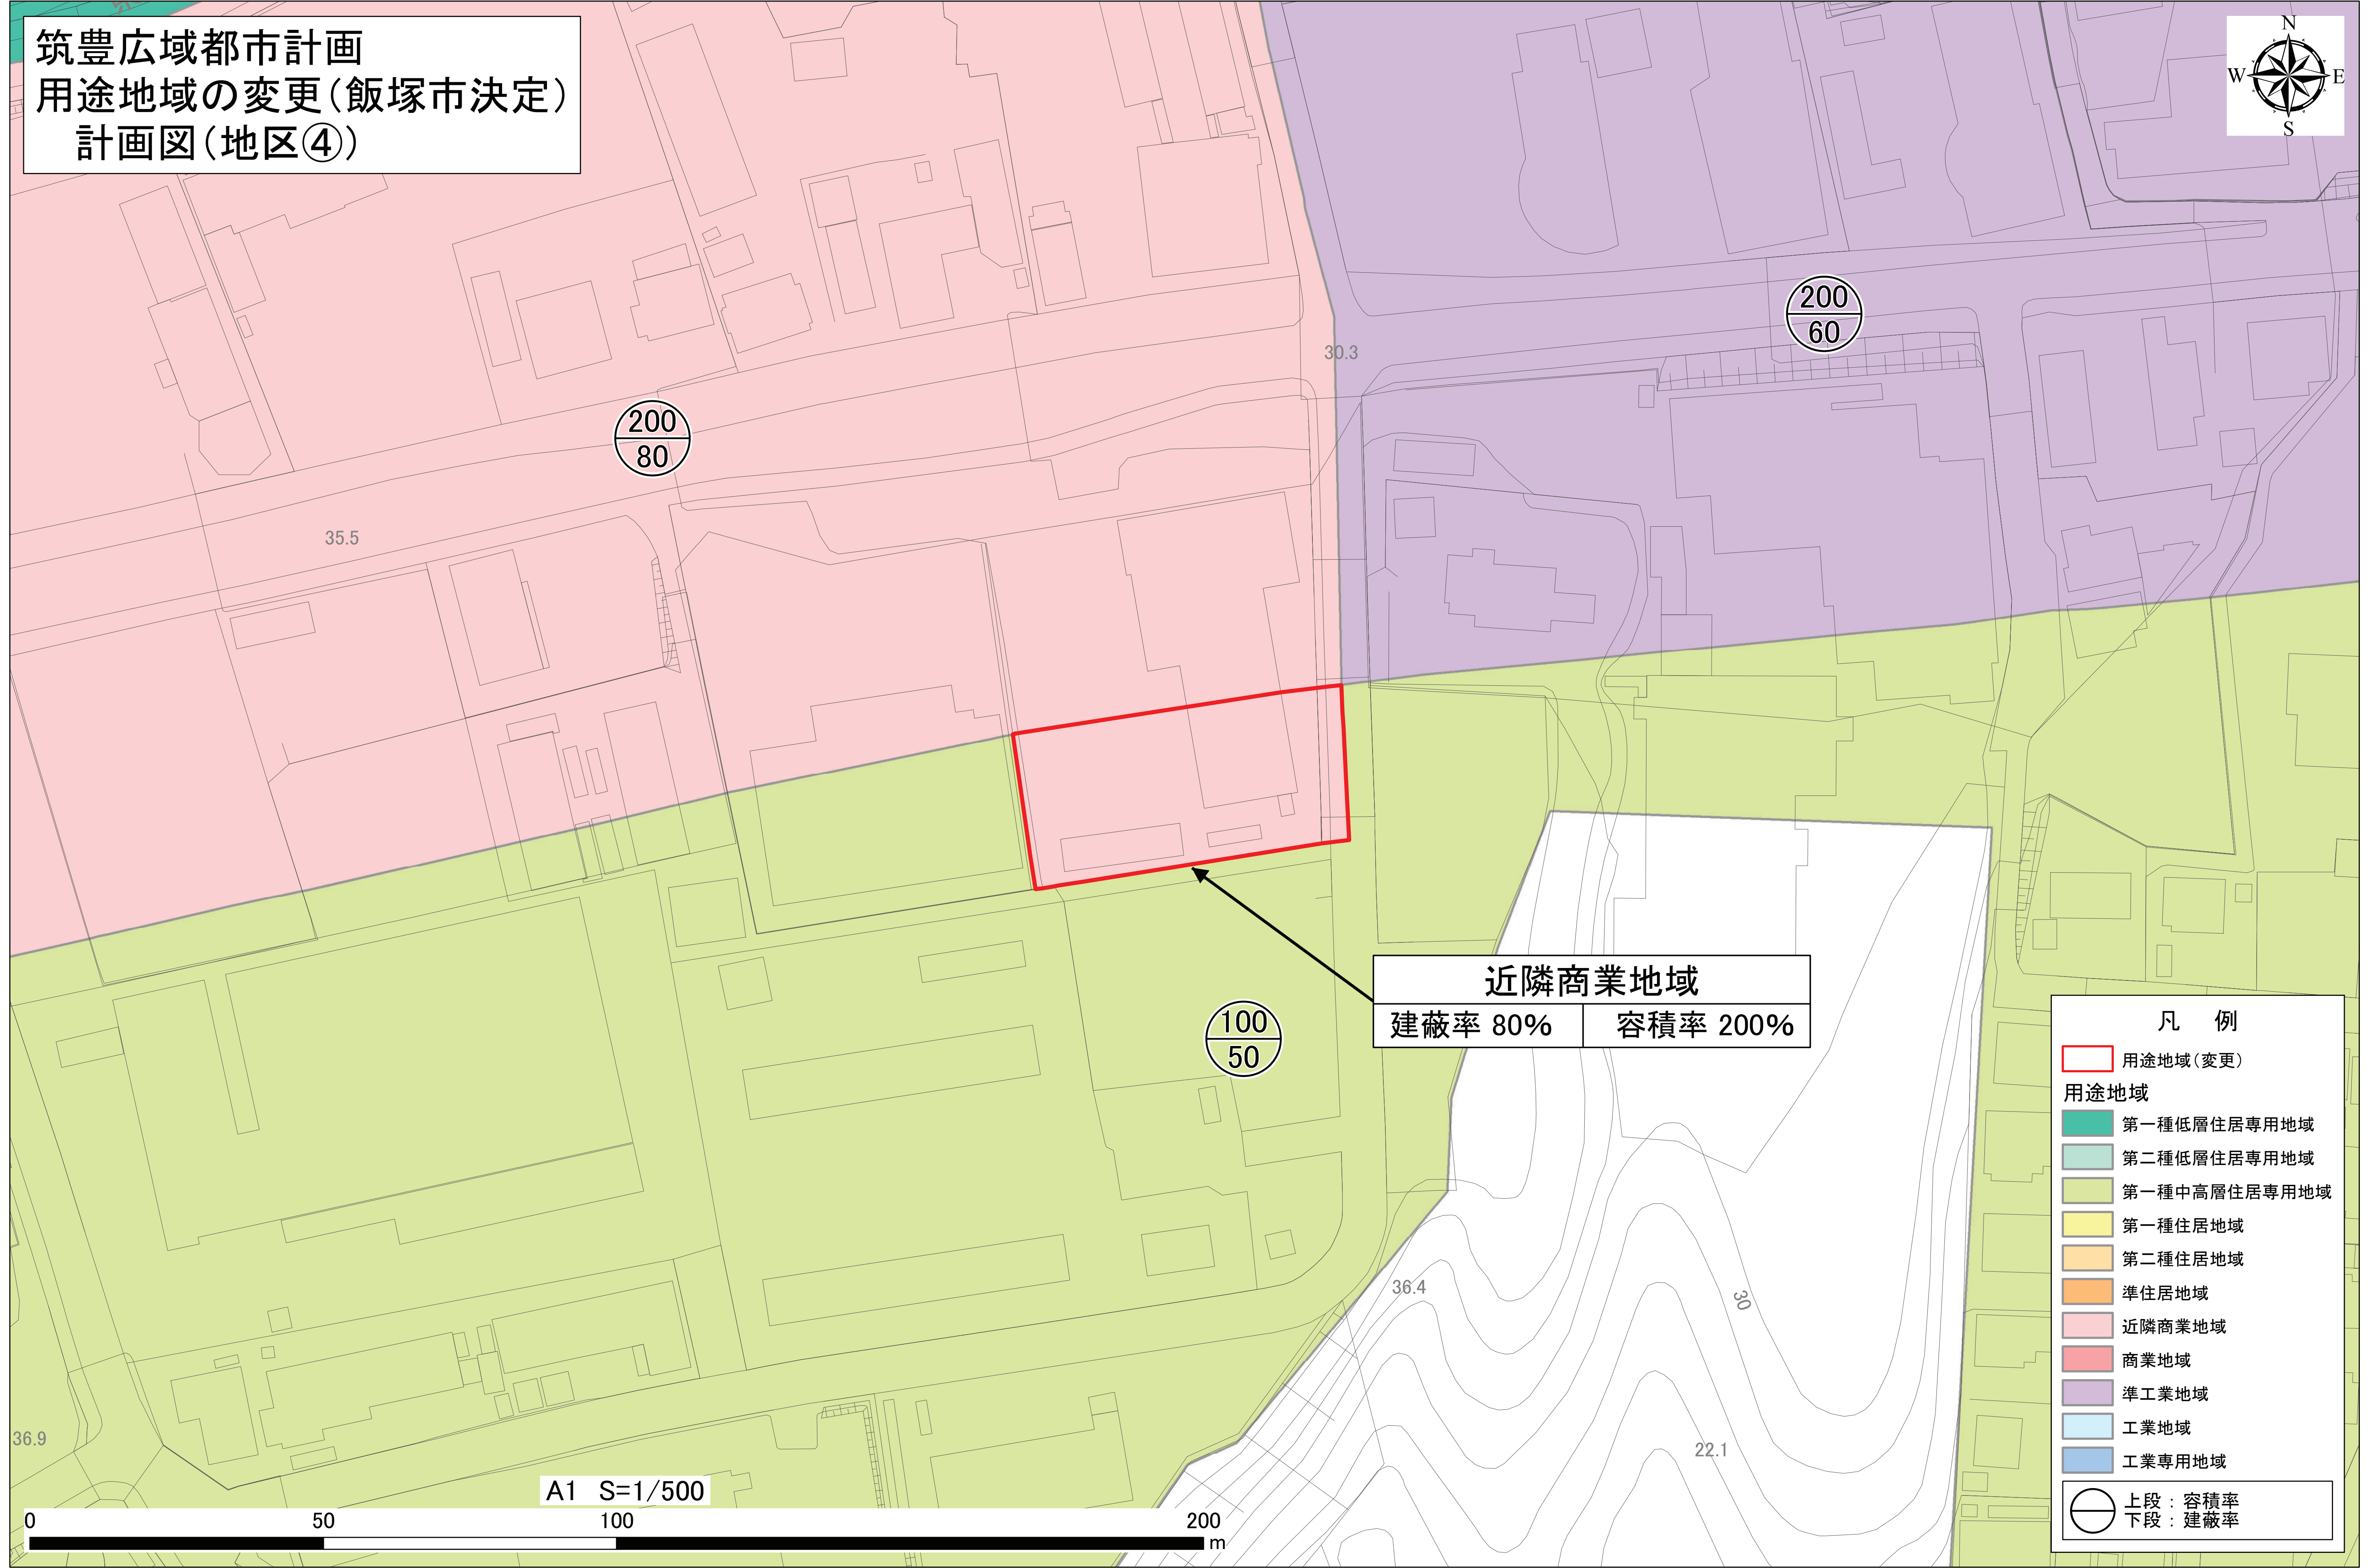 筑豊広域都市計画
用途地域の変更(飯塚市決定)
計画図(地区④)
N
W E
S
200
60
30.3
200
80
35.5
近隣商業地域
建蔽率 80% 容積率 200%
100
50
36.4
30
22.1
36.9
凡 例
用途地域(変更)
用途地域
第一種低層住居専用地域
第二種低層住居専用地域
第一種中高層住居専用地域
第一種住居地域
第二種住居地域
準住居地域
近隣商業地域
商業地域
準工業地域
工業地域
工業専用地域
上段:容積率
下段:建蔽率
A1 S=1/500
0 50 100 200
m